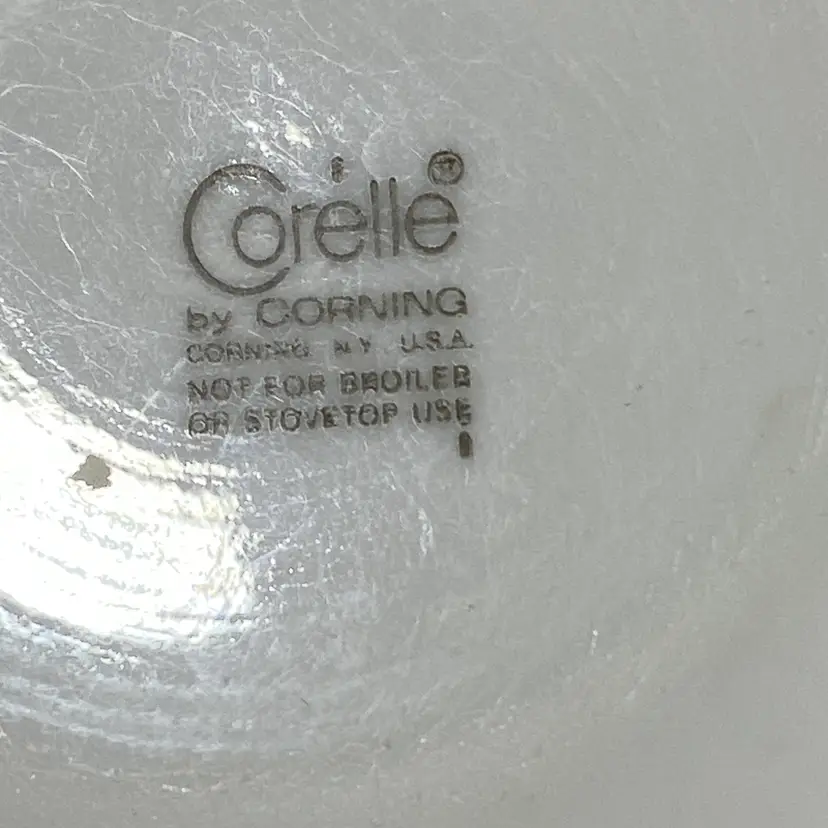 Corelle®
by CORNING
CORNING N.Y. U.S.A.
NOT FOR BROILER
OR STOVETOP USE